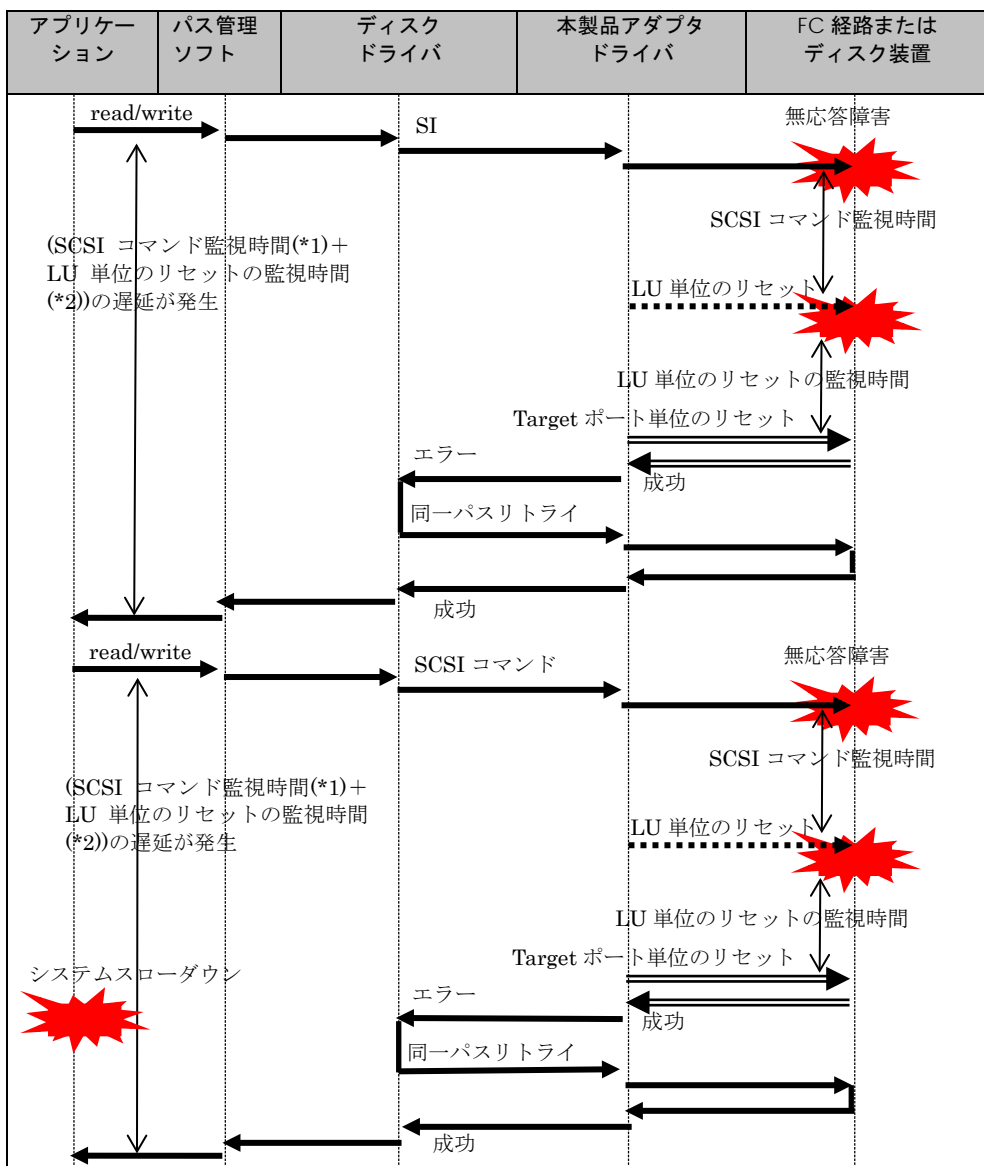 アプリケー
ション
パス管理
ソフト
ディスク
ドライバ
本製品アダプタ
ドライバ
FC 経路または
ディスク装置
read/write
SI
無応答障害
SCSI コマンド監視時間
(SCSI コマンド監視時間(*1)＋
LU 単位のリセットの監視時間
(*2))の遅延が発生
LU 単位のリセット
LU 単位のリセットの監視時間
Target ポート単位のリセット
エラー
成功
同一パスリトライ
成功
read/write
SCSI コマンド
無応答障害
SCSI コマンド監視時間
(SCSI コマンド監視時間(*1)＋
LU 単位のリセットの監視時間
(*2))の遅延が発生
LU 単位のリセット
LU 単位のリセットの監視時間
Target ポート単位のリセット
システムスローダウン
エラー
成功
同一パスリトライ
成功